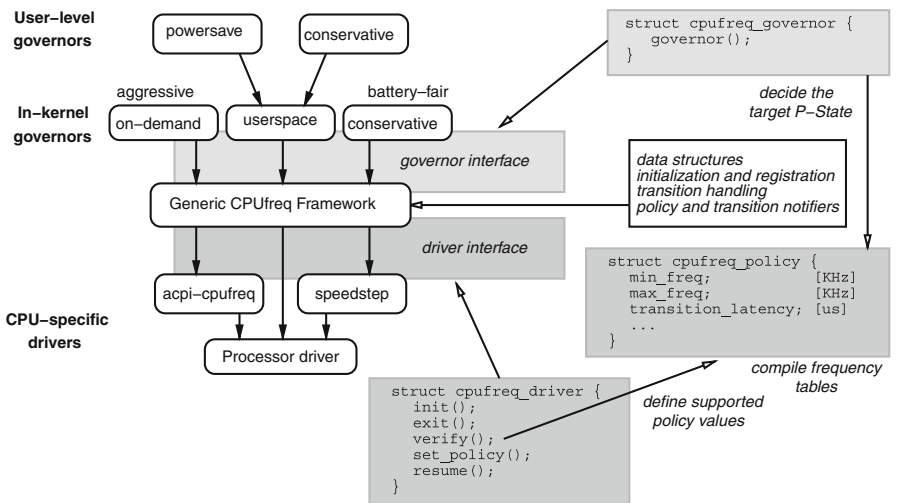 User-level
governors
powersave
conservative
struct cpufreq_governor {
governor();
}
decide the
target P-State
In-kernel
governors
aggressive
on-demand
userspace
battery-fair
conservative
governor interface
data structures
initialization and registration
transition handling
policy and transition notifiers
Generic CPUfreq Framework
driver interface
struct cpufreq_policy {
min_freq; [KHz]
max_freq; [KHz]
transition_latency; [us]
...
}
compile frequency
tables
CPU-specific
drivers
acpi-cpufreq
speedstep
Processor driver
struct cpufreq_driver {
init();
exit();
verify();
set_policy();
resume();
}
define supported
policy values